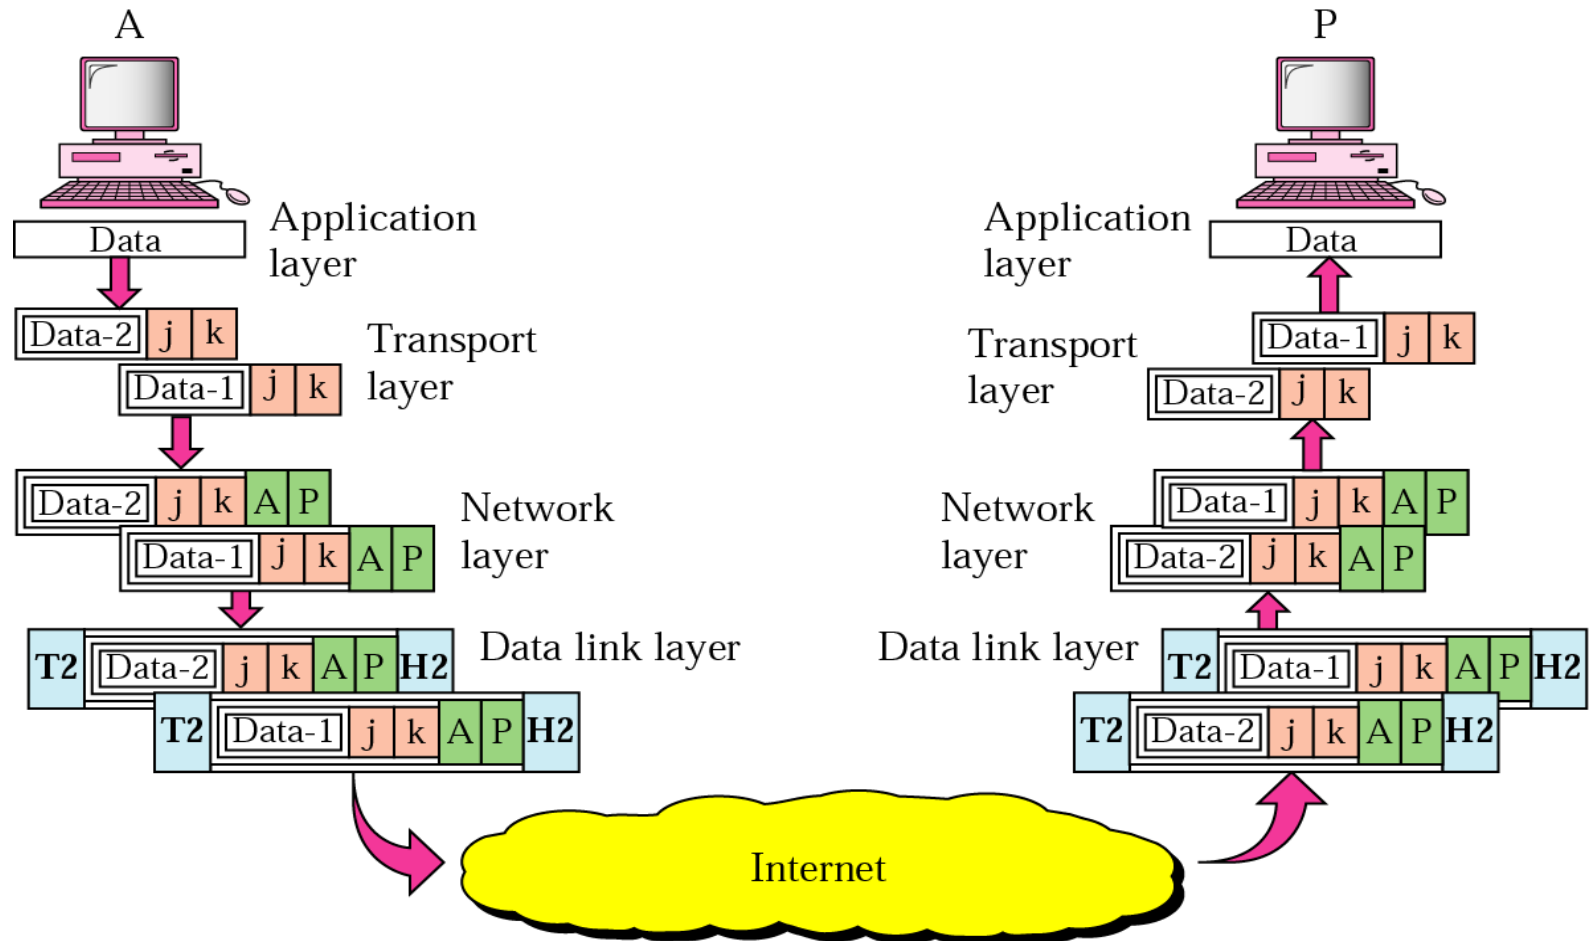 A
Data
Application
layer
Data-2 j k
Data-1 j k
Transport
layer
Data-2 j k A P
Data-1 j k A P
Network
layer
T2 Data-2 j k A P H2
T2 Data-1 j k A P H2
Data link layer
Internet
P
Application
layer
Data
Transport
layer
Data-1 j k
Data-2 j k
Network
layer
Data-1 j k A P
Data-2 j k A P
Data link layer
T2 Data-1 j k A P H2
T2 Data-2 j k A P H2